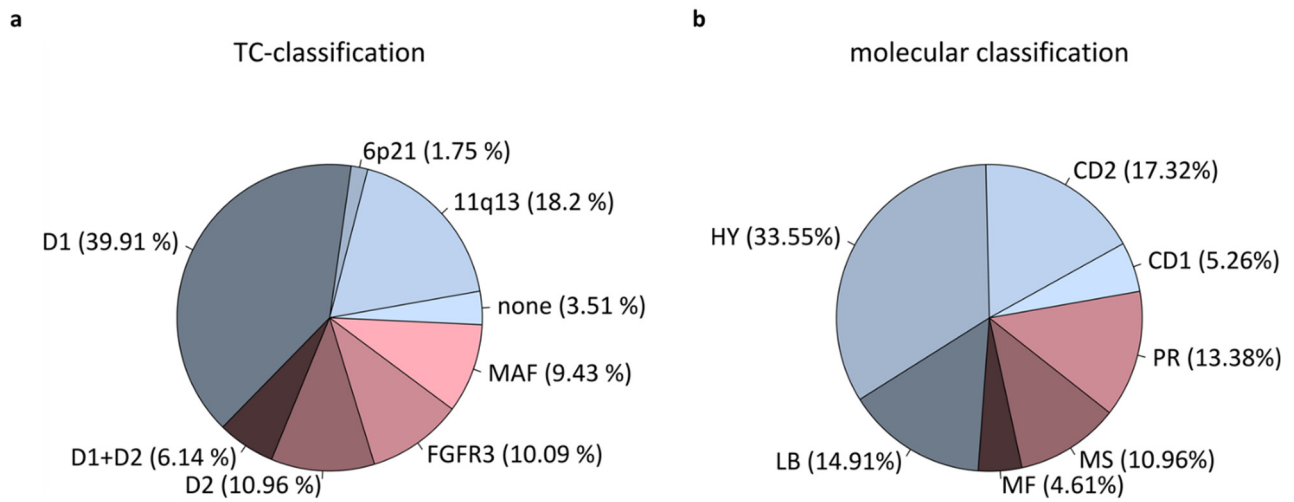 a
TC-classification
6p21 (1.75 %)
11q13 (18.2 %)
none (3.51 %)
MAF (9.43 %)
FGFR3 (10.09 %)
D2 (10.96 %)
D1+D2 (6.14 %)
D1 (39.91 %)
b
molecular classification
CD2 (17.32%)
CD1 (5.26%)
PR (13.38%)
MS (10.96%)
MF (4.61%)
LB (14.91%)
HY (33.55%)